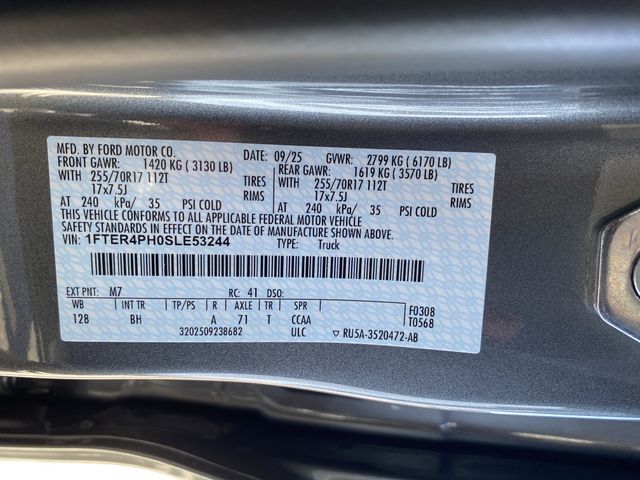 MFD. BY FORD MOTOR CO. DATE: 09/25 GVWR: 2799 KG ( 6170 LB)
FRONT GAWR: 1420 KG ( 3130 LB) REAR GAWR: 1619 KG ( 3570 LB)
WITH 255/70R17 112T TIRES WITH 255/70R17 112T TIRES
17x7.5J RIMS 17x7.5J RIMS
AT 240 kPa/ 35 PSI COLD AT 240 kPa/ 35 PSI COLD
THIS VEHICLE CONFORMS TO ALL APPLICABLE FEDERAL MOTOR VEHICLE
SAFETY STANDARDS IN EFFECT ON THE DATE OF MANUFACTURE SHOWN ABOVE.
VIN: 1FTER4PH0SLE53244 TYPE: Truck
EXT PNT: M7 RC: 41 DSO:
WB INT TR TP/PS R AXLE TR SPR F0308
128 BH A 71 T CCAA T0568
3202509238682 ULC ▽ RU5A-3520472-AB